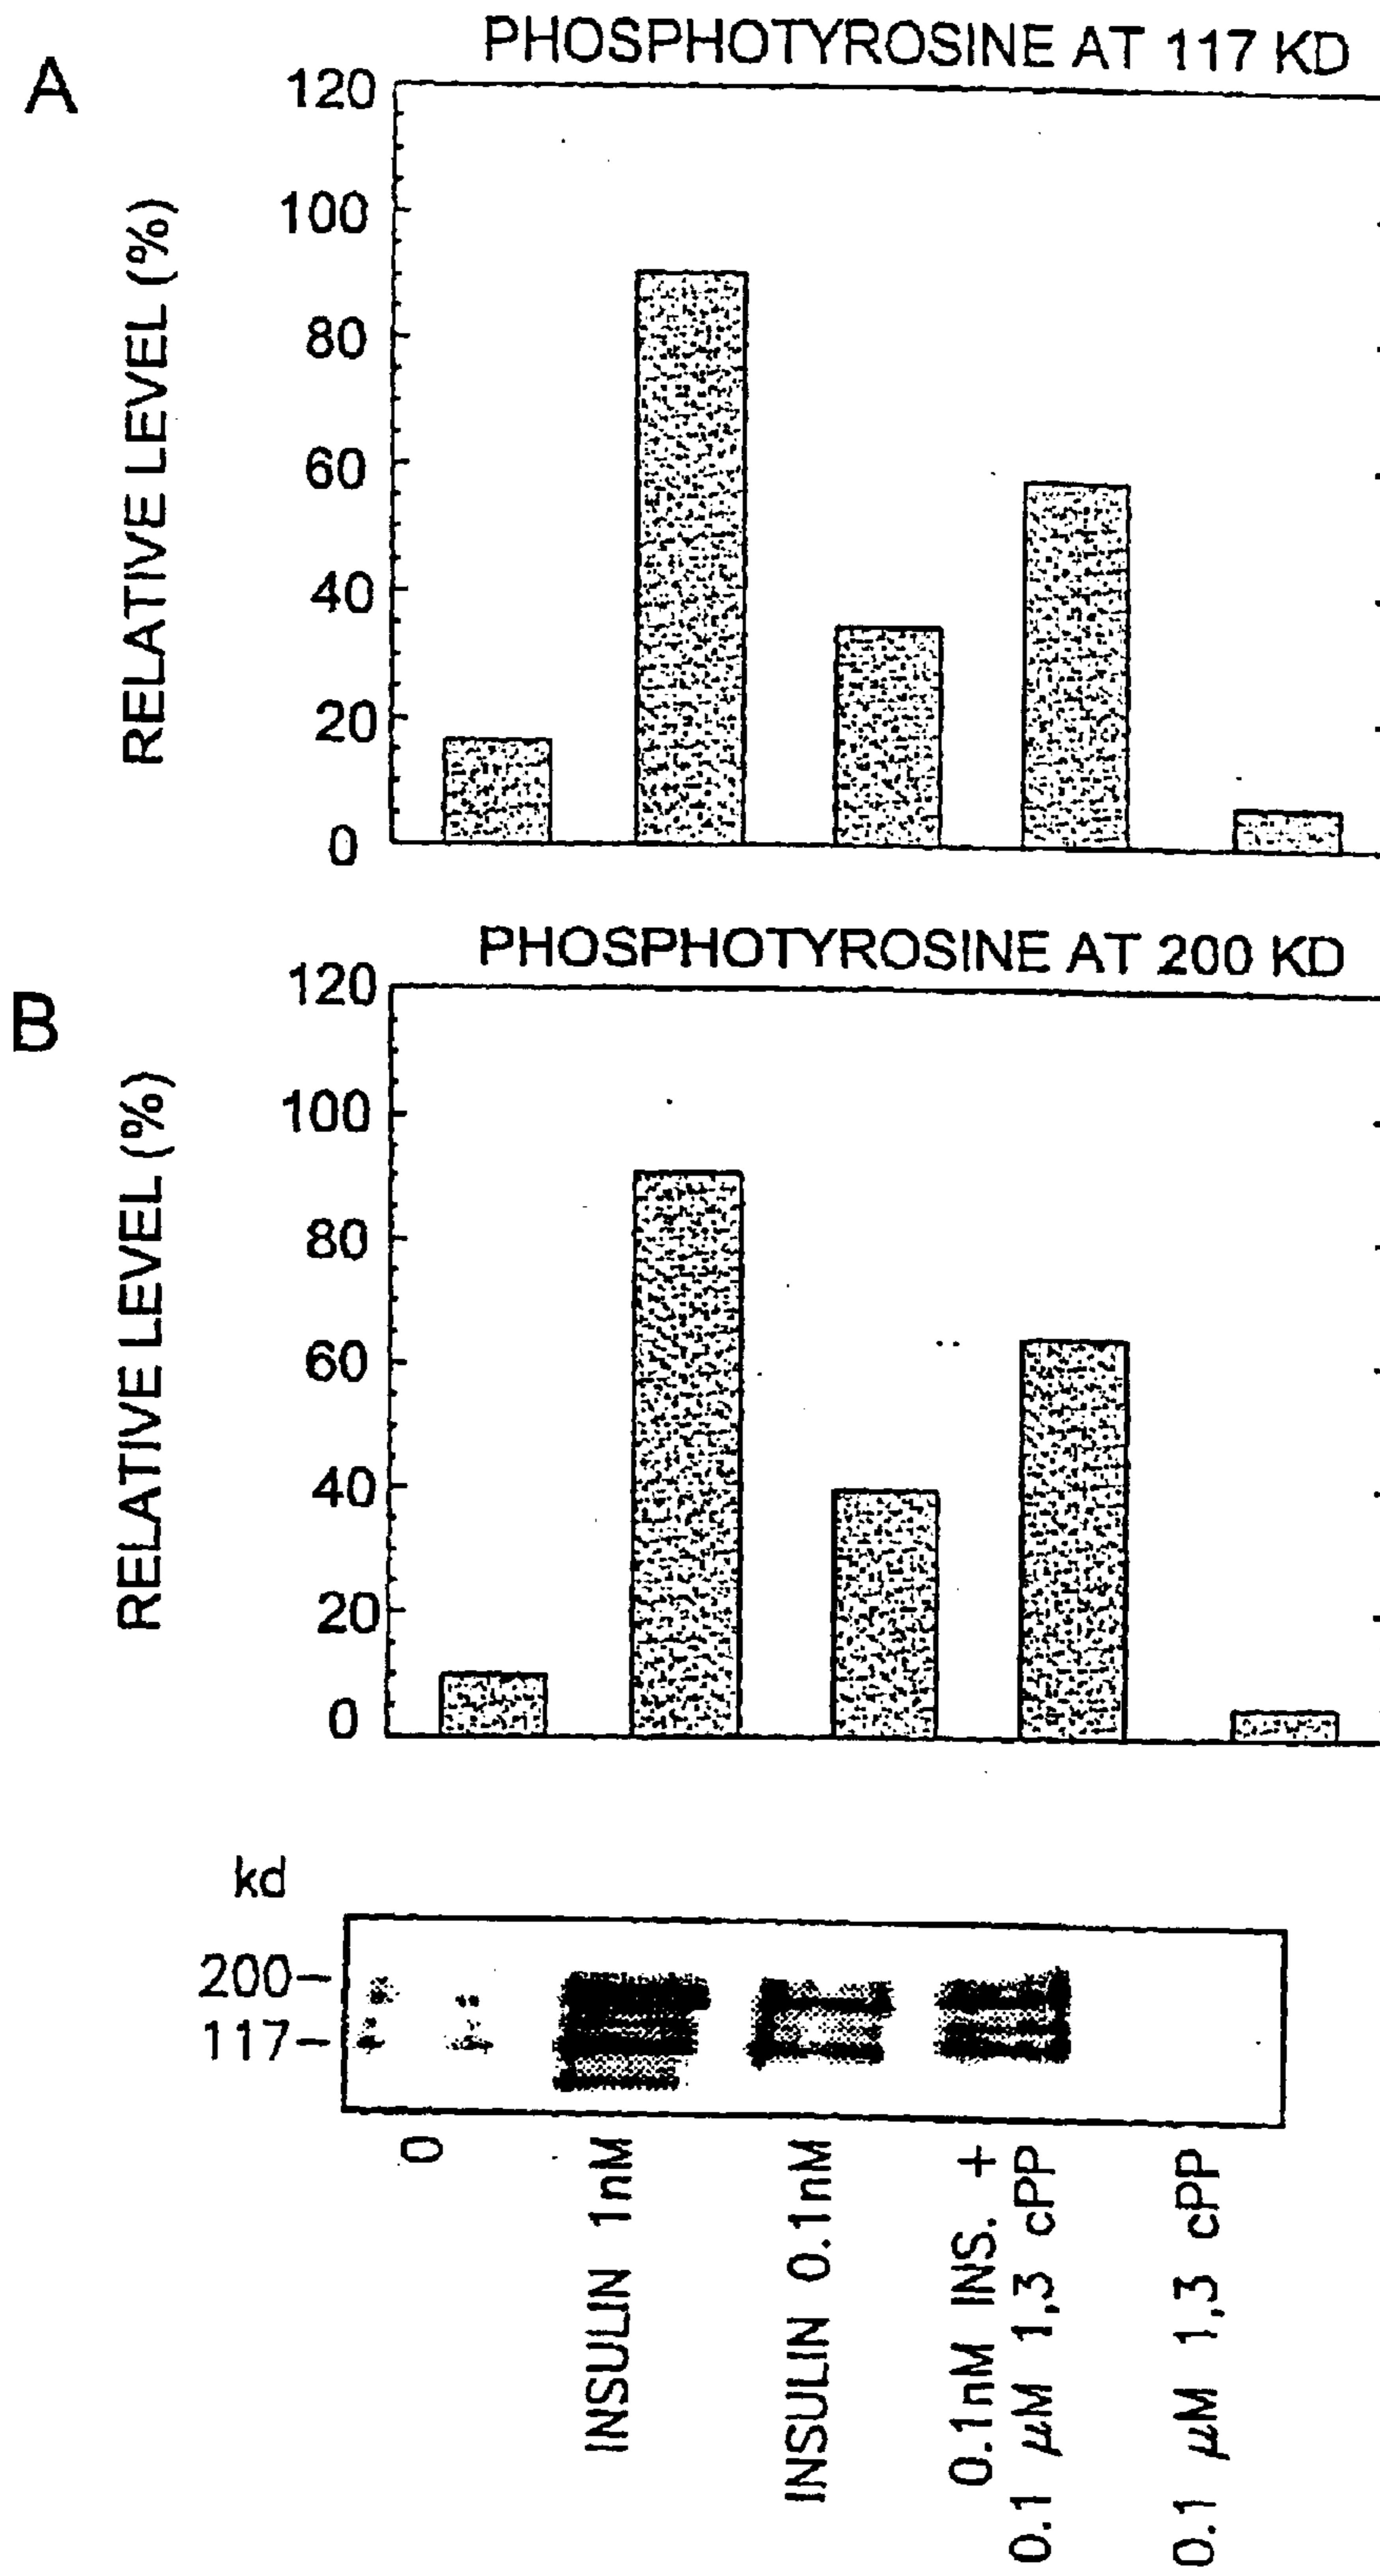 A
PHOSPHOTYROSINE AT 117 KD
RELATIVE LEVEL (%)
120
100
80
60
40
20
0
B
PHOSPHOTYROSINE AT 200 KD
RELATIVE LEVEL (%)
120
100
80
60
40
20
0
kd
200-
117-
0
INSULIN 1nM
INSULIN 0.1nM
0.1nM INS. +
0.1 μM 1,3 cPP
0.1 μM 1,3 cPP